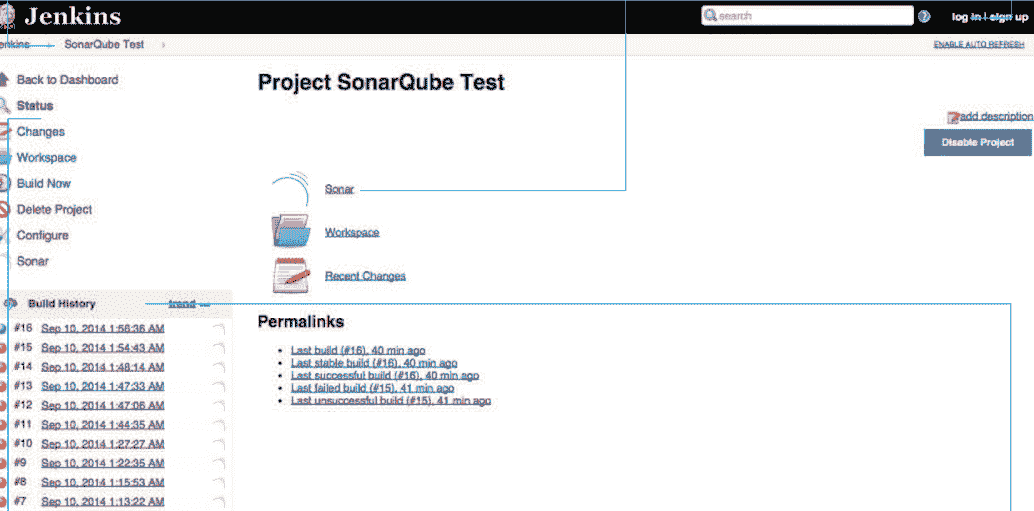 Jenkins
search
log in | sign up
Jenkins
SonarQube Test
ENABLE AUTO REFRESH
Back to Dashboard
Status
Changes
Workspace
Build Now
Delete Project
Configure
Sonar
Project SonarQube Test
add description
Disable Project
Sonar
Workspace
Recent Changes
Build History trend
#16 Sep 10, 2014 1:56:36 AM
#15 Sep 10, 2014 1:54:43 AM
#14 Sep 10, 2014 1:48:14 AM
#13 Sep 10, 2014 1:47:33 AM
#12 Sep 10, 2014 1:47:06 AM
#11 Sep 10, 2014 1:44:35 AM
#10 Sep 10, 2014 1:27:27 AM
#9 Sep 10, 2014 1:22:35 AM
#8 Sep 10, 2014 1:15:53 AM
#7 Sep 10, 2014 1:13:22 AM
Permalinks
Last build (#16), 40 min ago
Last stable build (#16), 40 min ago
Last successful build (#16), 40 min ago
Last failed build (#15), 41 min ago
Last unsuccessful build (#15), 41 min ago